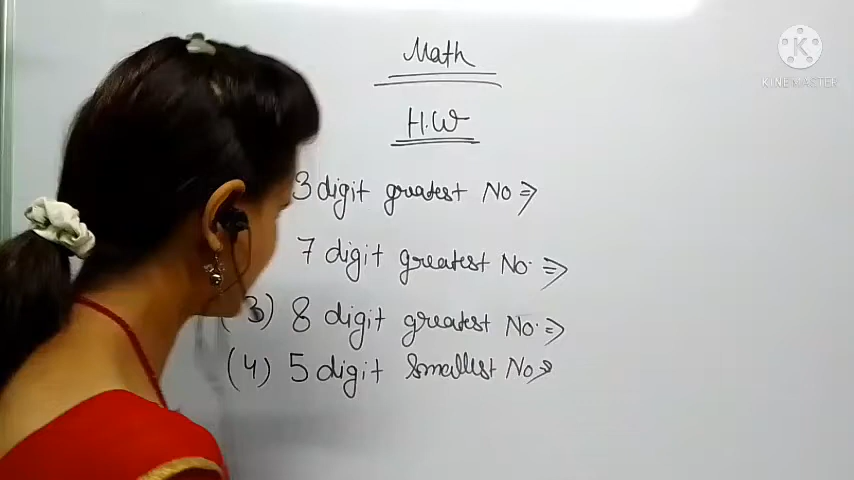 Math
K
KINEMASTER
H.W
3 digit greatest No ⇒
7 digit greatest No. ⇒
(3) 8 digit greatest No. ⇒
(4) 5 digit Smallest No ⇒